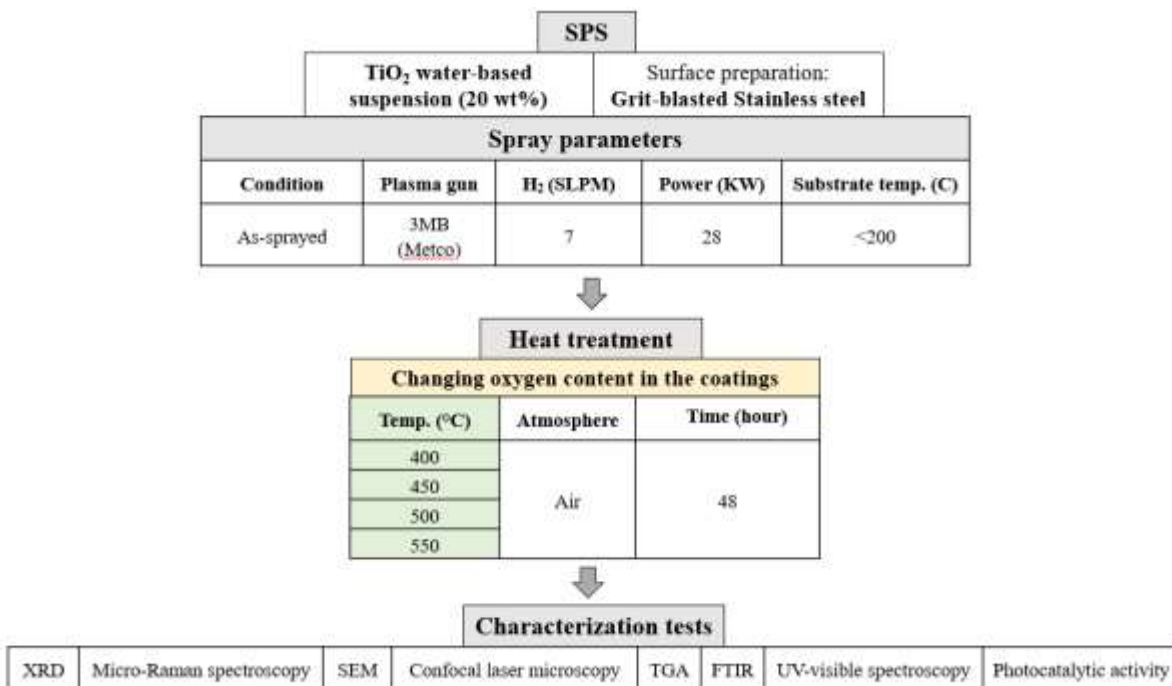 SPS
TiO₂ water-based
suspension (20 wt%)
Surface preparation:
Grit-blasted Stainless steel
Spray parameters
Condition Plasma gun H₂ (SLPM) Power (KW) Substrate temp. (C)
As-sprayed 3MB (Metco) 7 28 <200
Heat treatment
Changing oxygen content in the coatings
Temp. (°C) Atmosphere Time (hour)
400
450
500
550
Air
48
Characterization tests
XRD Micro-Raman spectroscopy SEM Confocal laser microscopy TGA FTIR UV-visible spectroscopy Photocatalytic activity